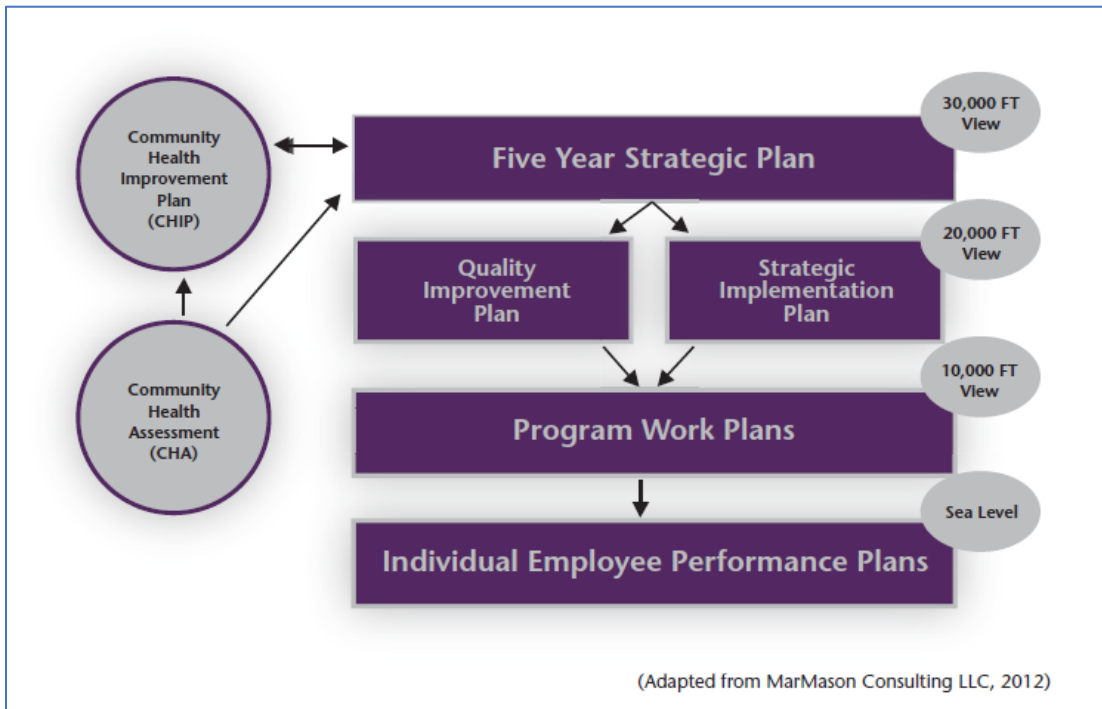 Community
Health
Improvement
Plan
(CHIP)
Five Year Strategic Plan
30,000 FT
View
Quality
Improvement
Plan
Strategic
Implementation
Plan
20,000 FT
View
Community
Health
Assessment
(CHA)
Program Work Plans
10,000 FT
View
Individual Employee Performance Plans
Sea Level
(Adapted from MarMason Consulting LLC, 2012)